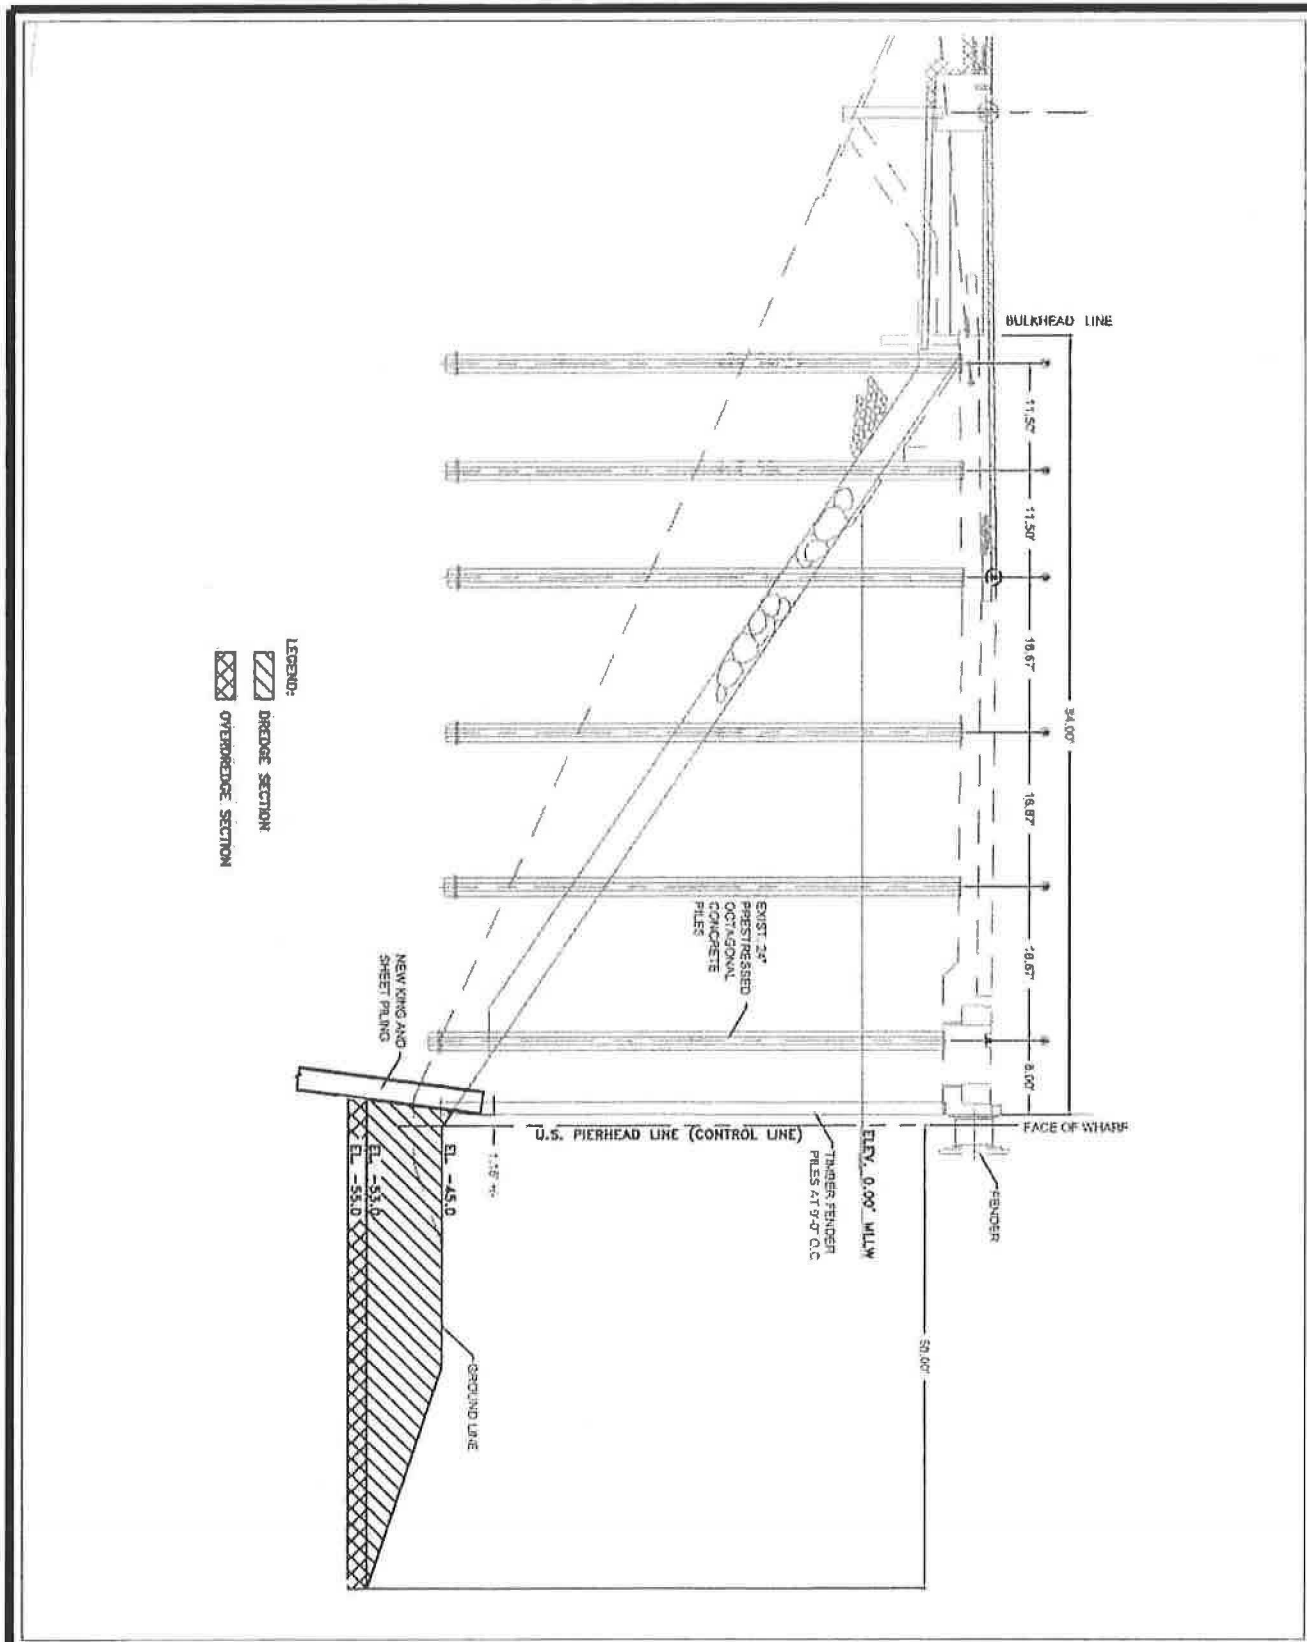 BULKHEAD LINE
11.50'
11.50'
16.67'
16.67'
16.67'
8.00'
84.00'
FACE OF WHARF
FENDER
TIMBER FENDER
PILES AT 9'-0" O.C.
ELEV. 0.00' MLLW
U.S. PIERHEAD LINE (CONTROL LINE)
50.00'
EXIST. 24"
PRESTRESSED
OCTAGONAL
CONCRETE
PILES
NEW KING AND
SHEET PILING
EL. -45.0
EL. -53.0
EL. -55.0
GROUND LINE
LEGEND:
DREDGE SECTION
OVERDREDGE SECTION